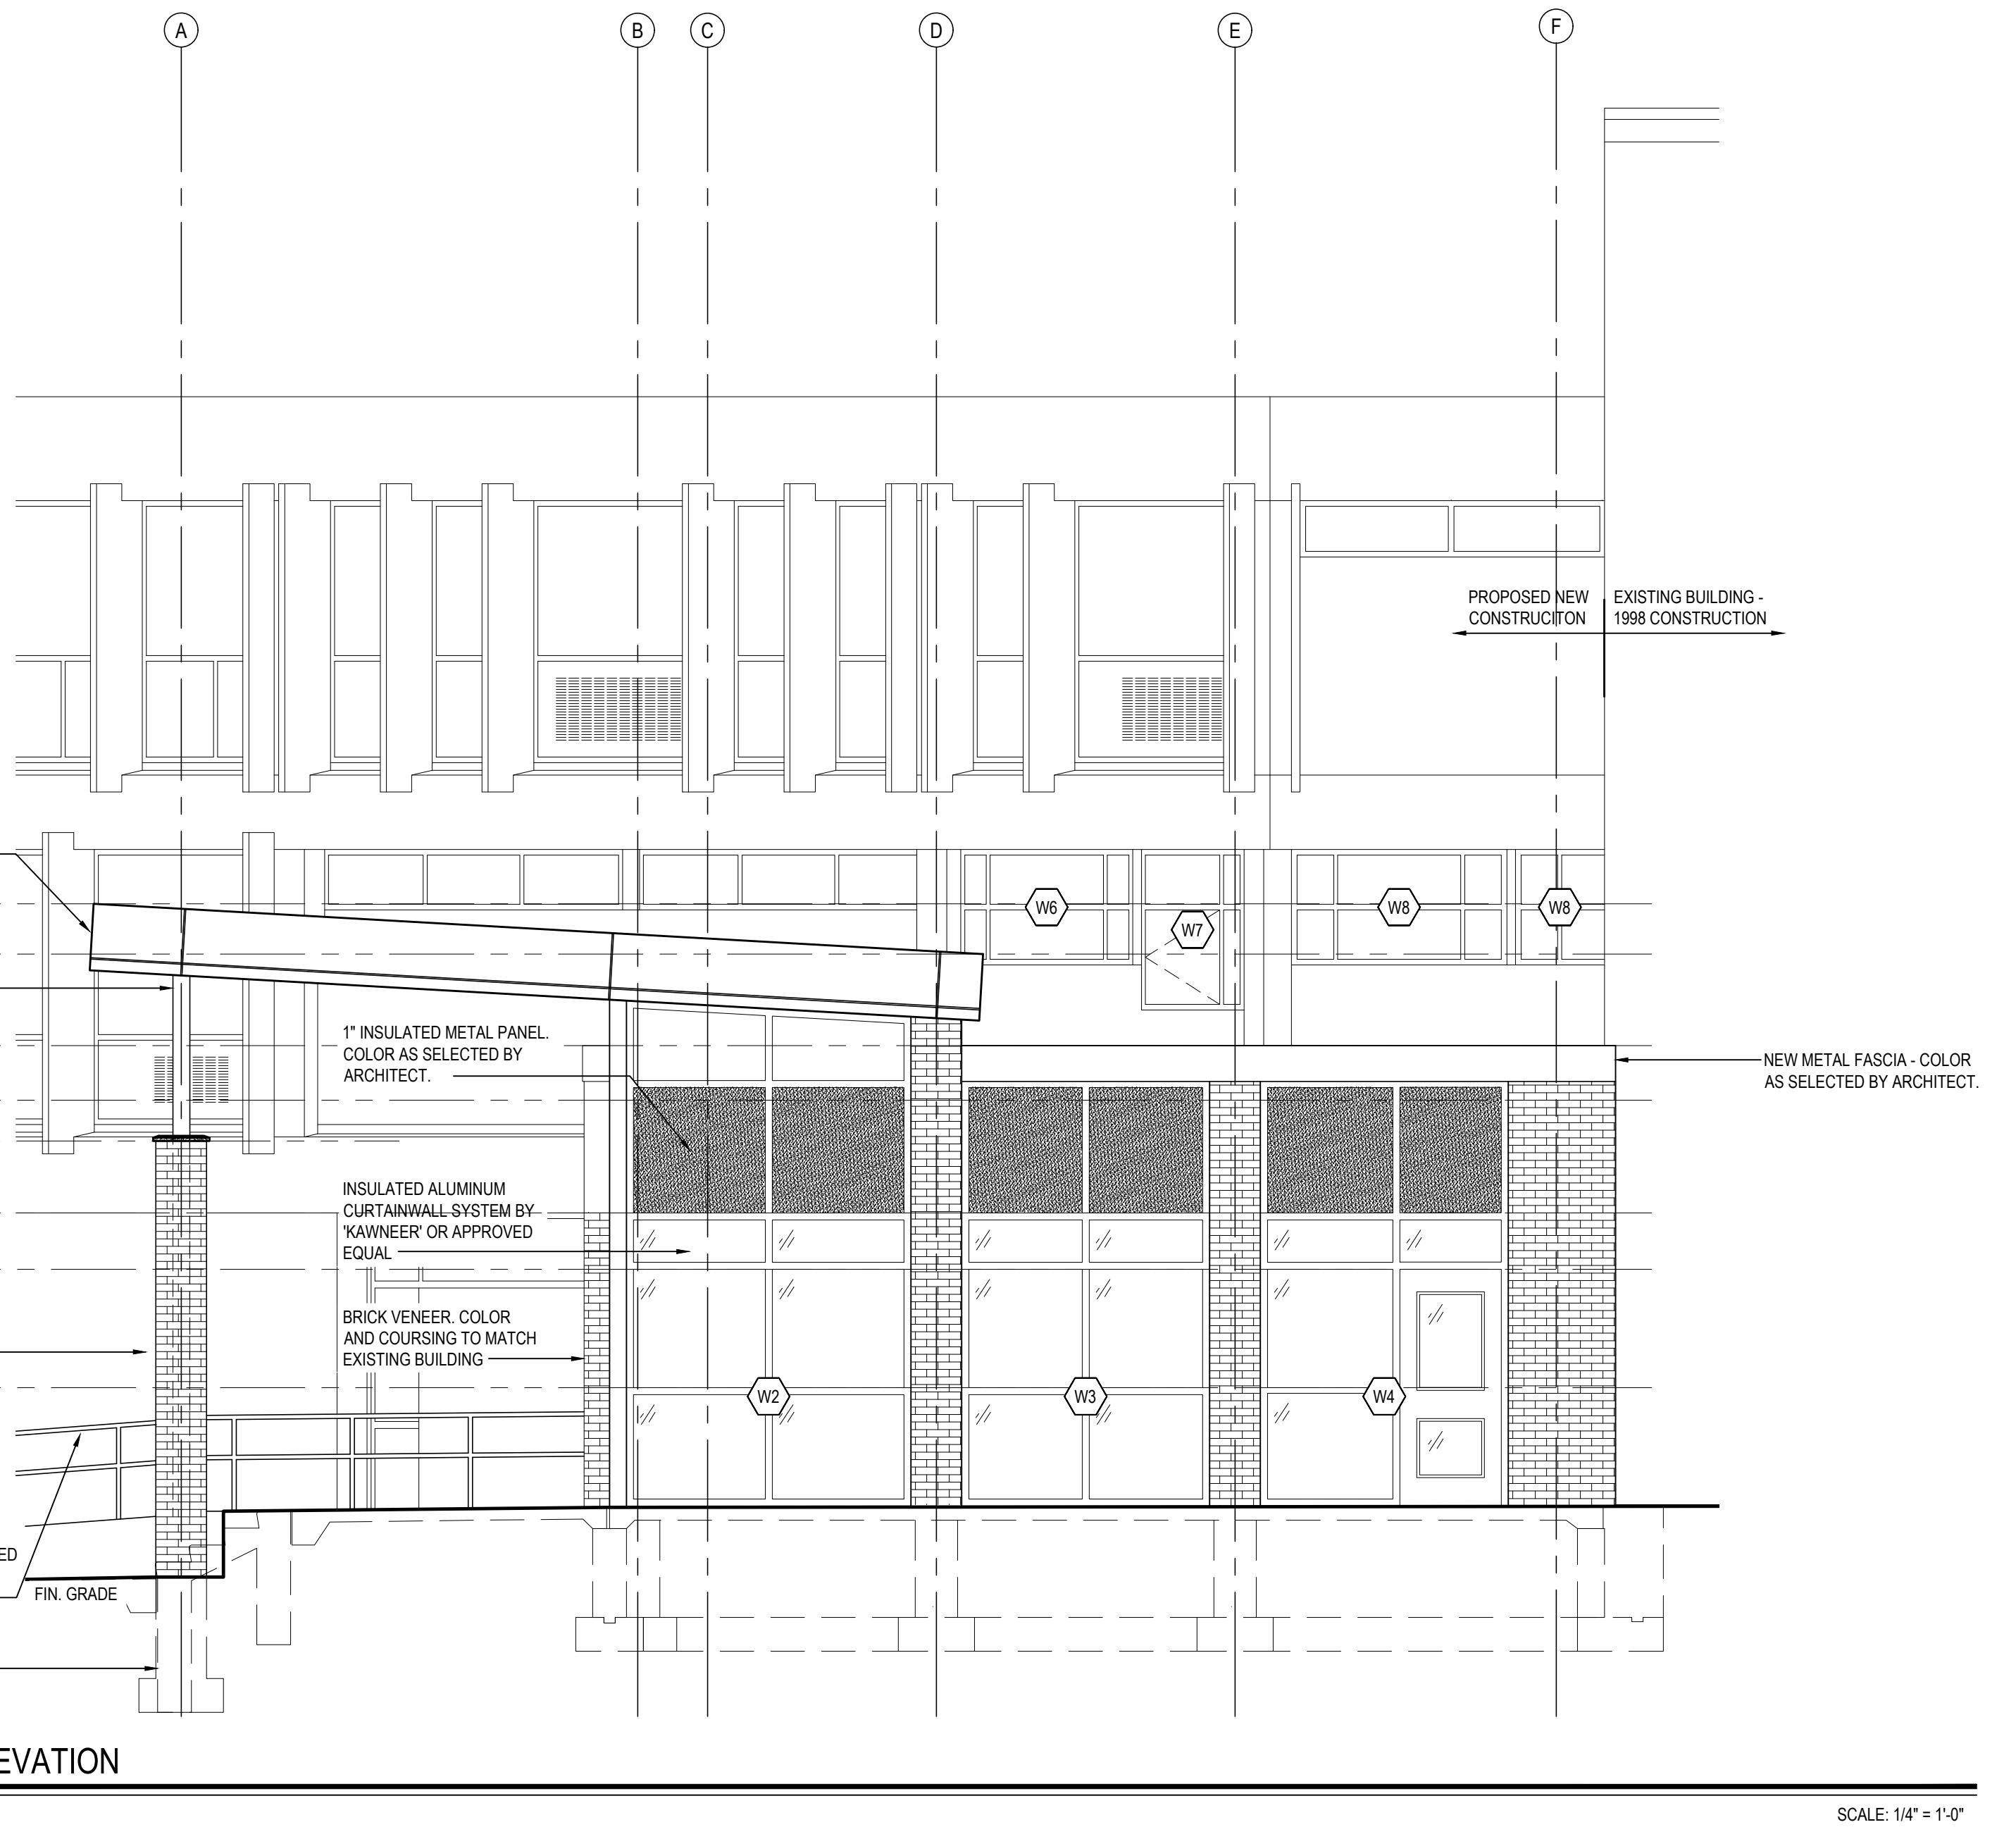 A
B
C
D
E
F
PROPOSED NEW
CONSTRUCITON
EXISTING BUILDING -
1998 CONSTRUCTION
W6
W7
W8
W8
1" INSULATED METAL PANEL.
COLOR AS SELECTED BY
ARCHITECT.
NEW METAL FASCIA - COLOR
AS SELECTED BY ARCHITECT.
INSULATED ALUMINUM
CURTAINWALL SYSTEM BY
'KAWNEER' OR APPROVED
EQUAL
BRICK VENEER. COLOR
AND COURSING TO MATCH
EXISTING BUILDING
W2
W3
W4
ED
FIN. GRADE
EVATION
SCALE: 1/4" = 1'-0"